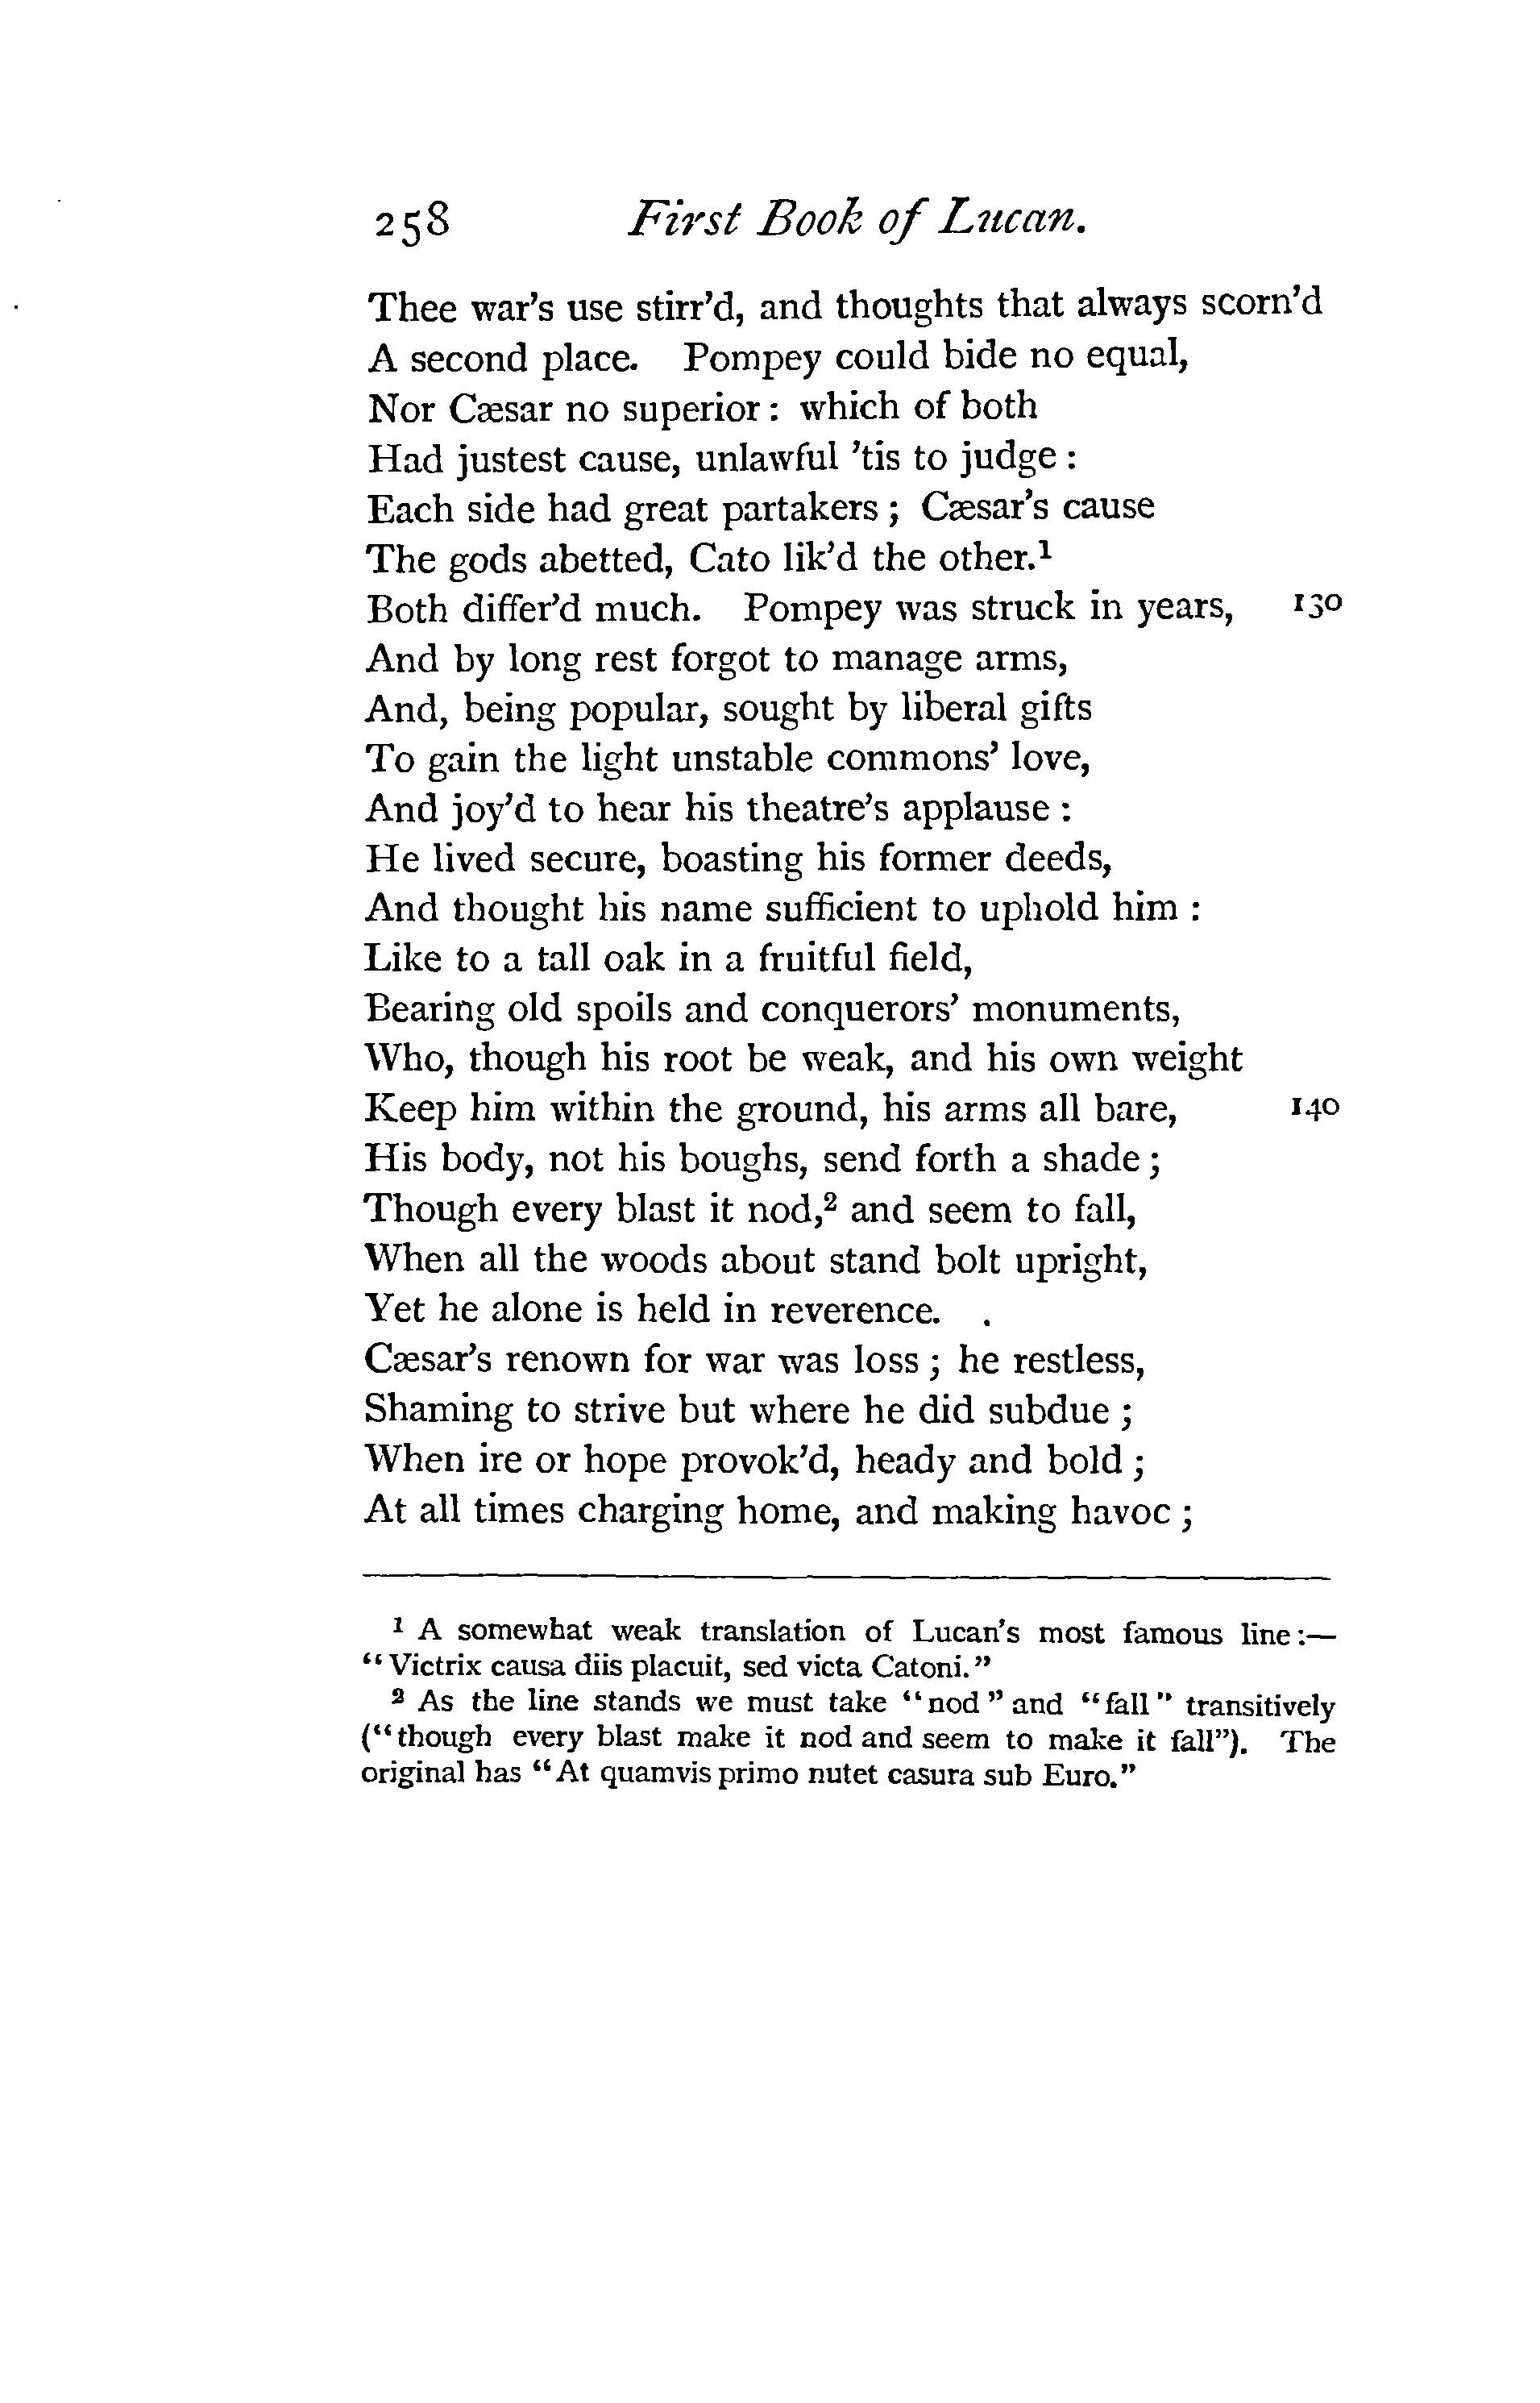 258 First Book of Lucan.
Thee war's use stirr'd, and thoughts that always scorn'd
A second place. Pompey could bide no equal,
Nor Cæsar no superior : which of both
Had justest cause, unlawful 'tis to judge :
Each side had great partakers ; Cæsar's cause
The gods abetted, Cato lik'd the other.¹
Both differ'd much. Pompey was struck in years, 130
And by long rest forgot to manage arms,
And, being popular, sought by liberal gifts
To gain the light unstable commons' love,
And joy'd to hear his theatre's applause :
He lived secure, boasting his former deeds,
And thought his name sufficient to uphold him :
Like to a tall oak in a fruitful field,
Bearing old spoils and conquerors' monuments,
Who, though his root be weak, and his own weight
Keep him within the ground, his arms all bare, 140
His body, not his boughs, send forth a shade ;
Though every blast it nod,² and seem to fall,
When all the woods about stand bolt upright,
Yet he alone is held in reverence.
Cæsar's renown for war was loss ; he restless,
Shaming to strive but where he did subdue ;
When ire or hope provok'd, heady and bold ;
At all times charging home, and making havoc ;
¹ A somewhat weak translation of Lucan's most famous line:—
"Victrix causa diis placuit, sed victa Catoni."
² As the line stands we must take "nod" and "fall" transitively
("though every blast make it nod and seem to make it fall"). The
original has "At quamvis primo nutet casura sub Euro."